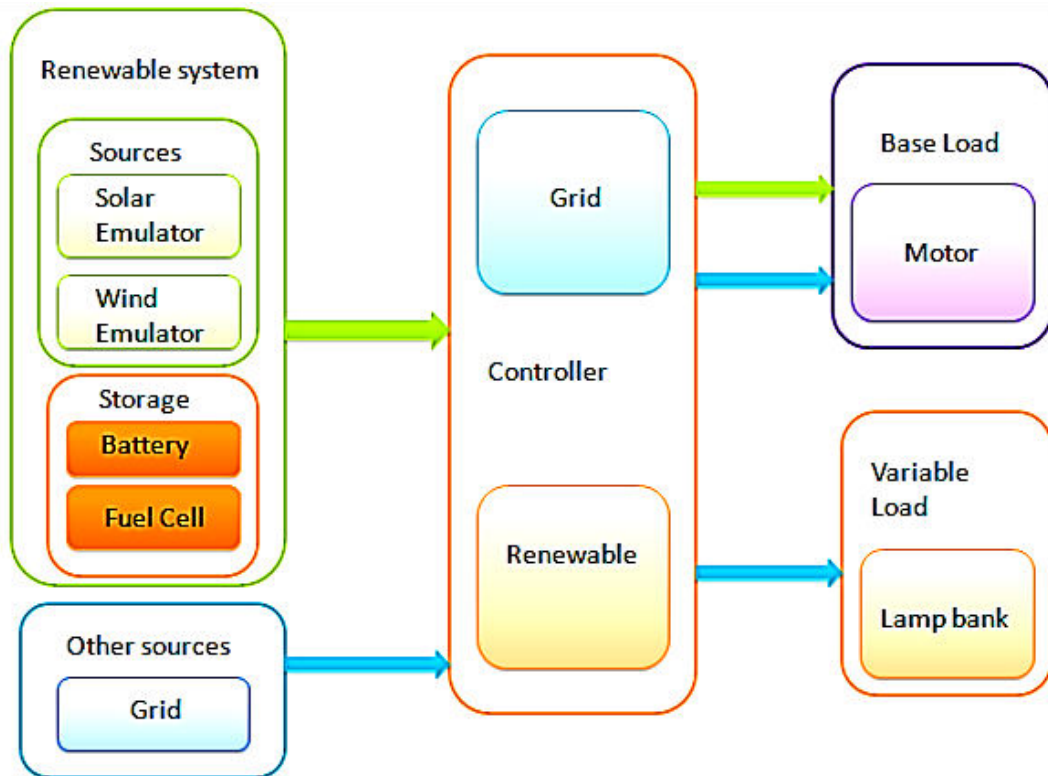 Renewable system
Sources
Solar
Emulator
Wind
Emulator
Storage
Battery
Fuel Cell
Other sources
Grid
Grid
Controller
Renewable
Base Load
Motor
Variable
Load
Lamp bank